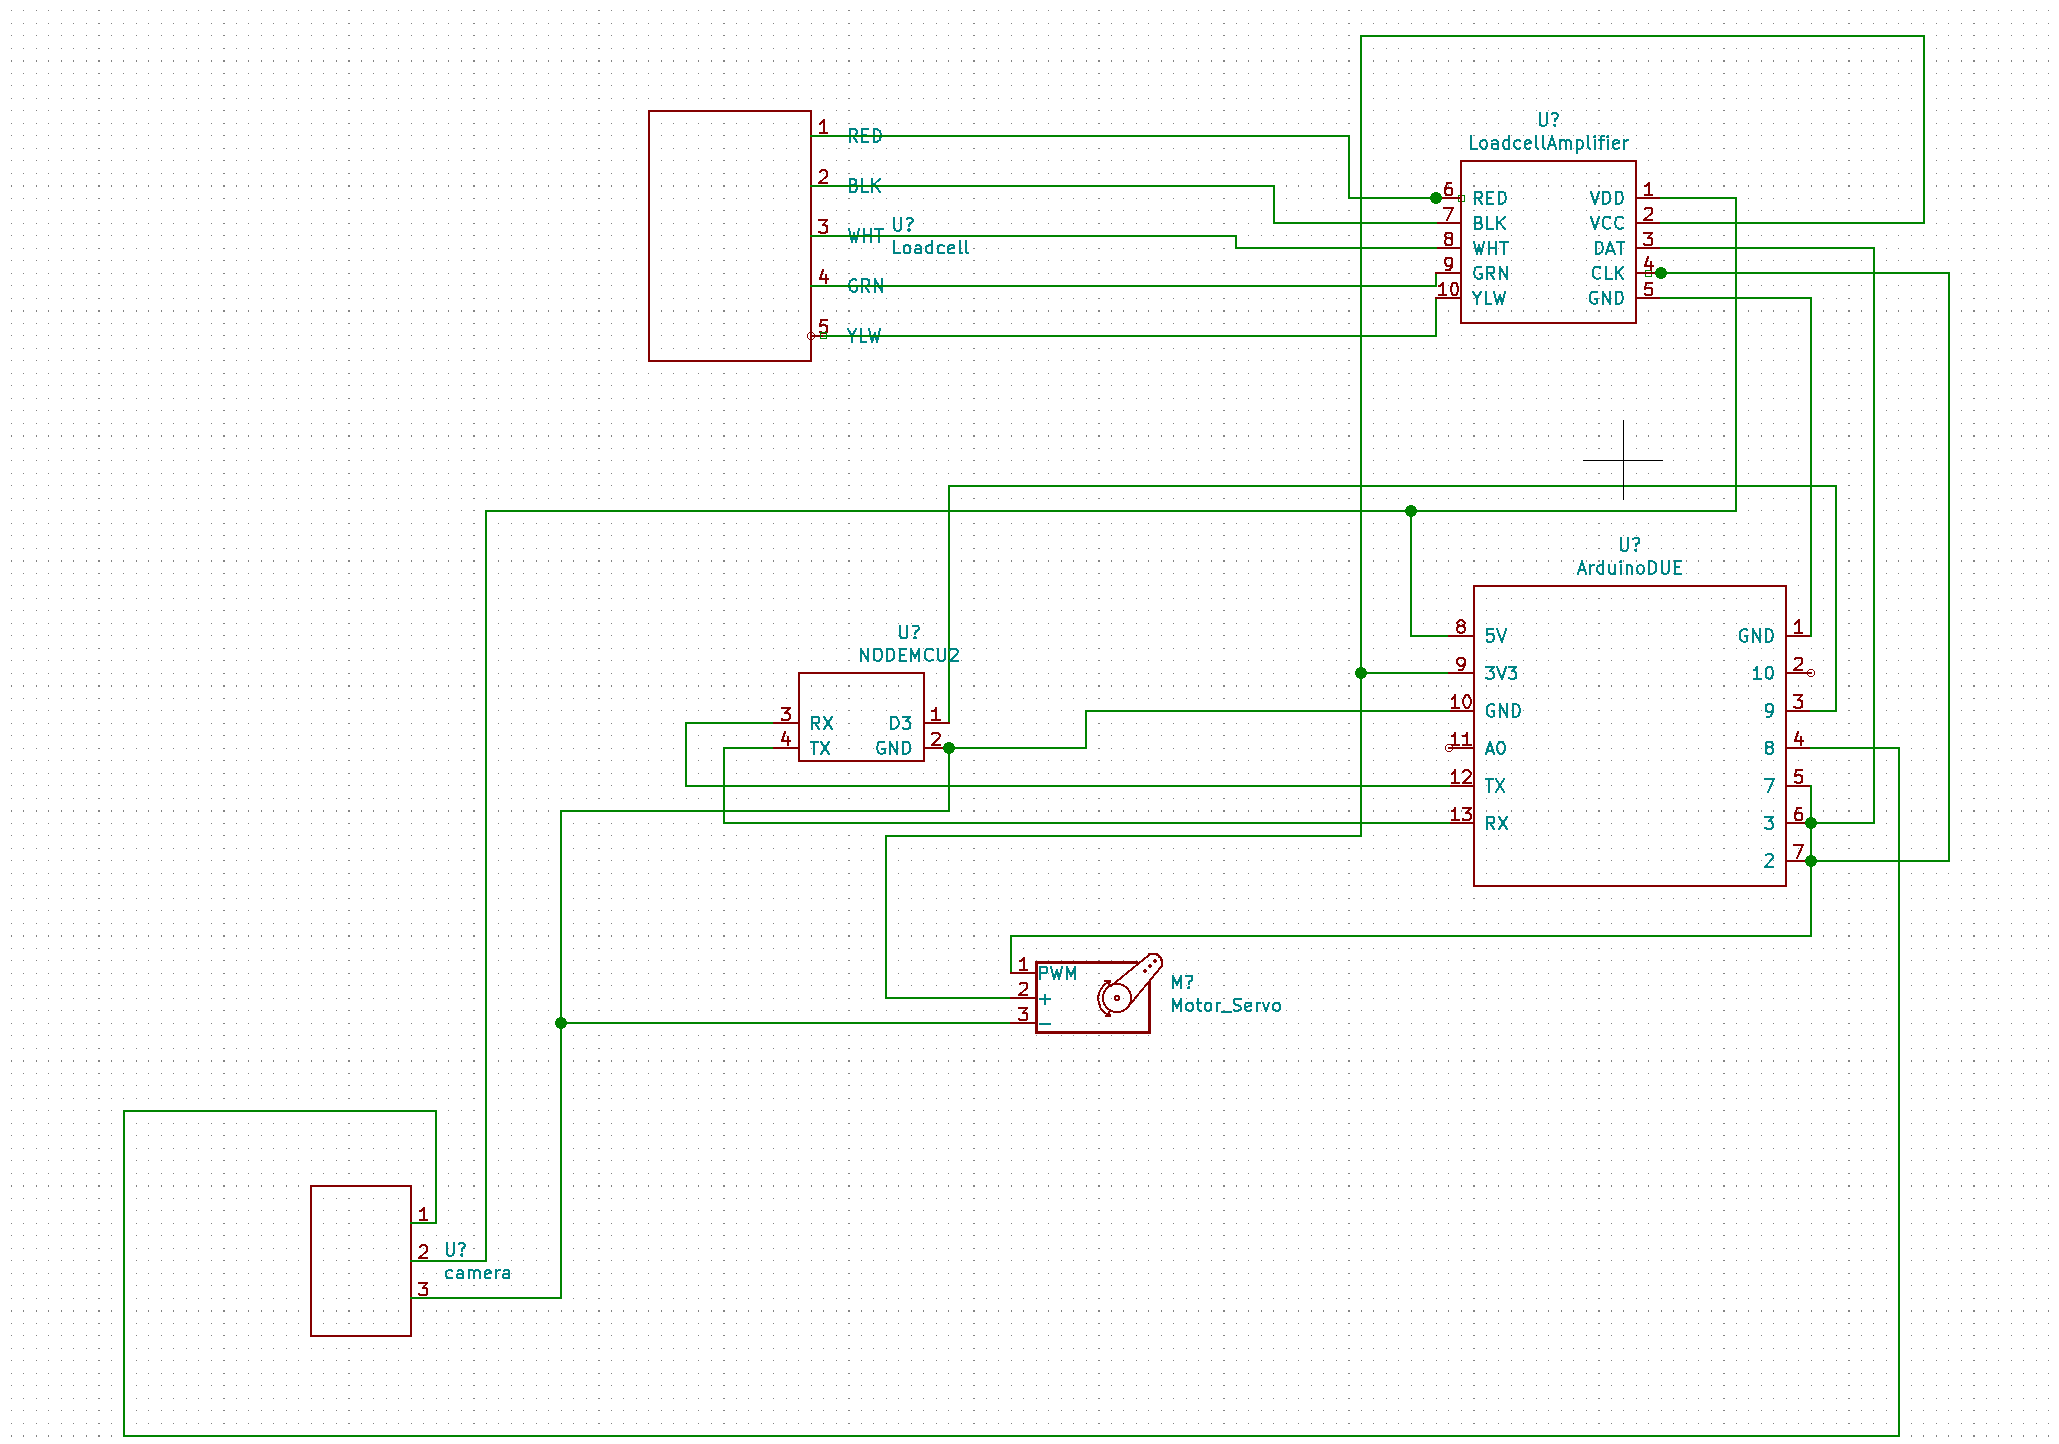 U?
LoadcellAmplifier
1 RED
2 BLK
3 WHT
4 GRN
5 YLW
U?
Loadcell
6 RED
7 BLK
8 WHT
9 GRN
10 YLW
VDD 1
VCC 2
DAT 3
CLK 4
GND 5
U?
ArduinoDUE
8 5V
9 3V3
10 GND
11 A0
12 TX
13 RX
GND 1
10 2
9 3
8 4
7 5
3 6
2 7
U?
NODEMCU2
3 RX
4 TX
D3 1
GND 2
1 PWM
2 +
3 -
M?
Motor_Servo
1
2
3
U?
camera